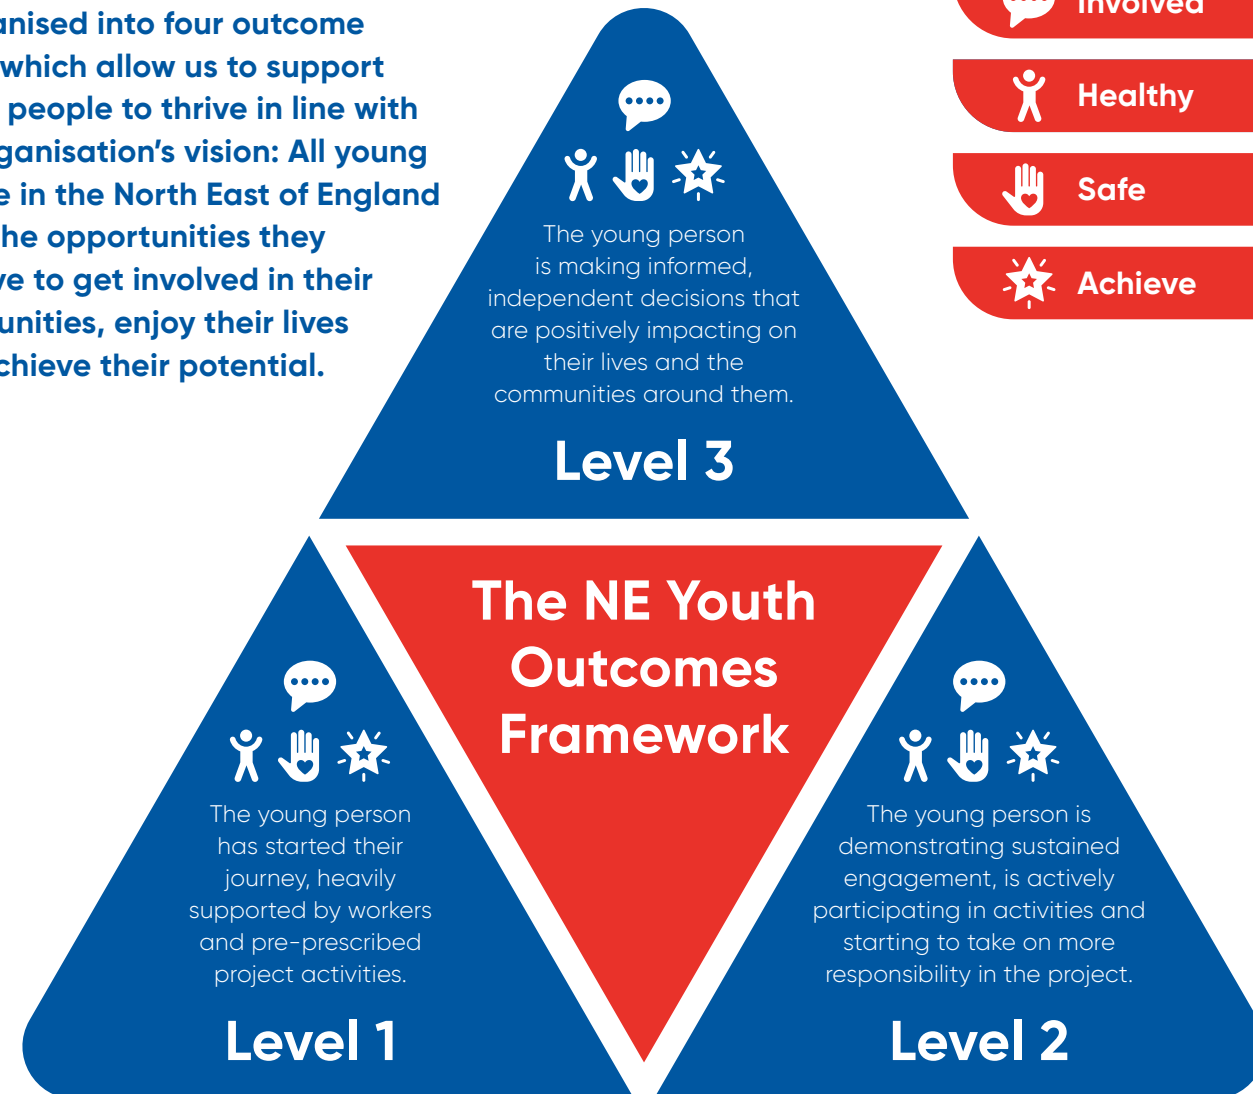 anised into four outcome
which allow us to support
people to thrive in line with
ganisation's vision: All young
e in the North East of England
he opportunities they
ve to get involved in their
unities, enjoy their lives
chieve their potential.
Involved
Healthy
Safe
Achieve
The young person
is making informed,
independent decisions that
are positively impacting on
their lives and the
communities around them.
Level 3
The NE Youth
Outcomes
Framework
The young person
has started their
journey, heavily
supported by workers
and pre-prescribed
project activities.
Level 1
The young person is
demonstrating sustained
engagement, is actively
participating in activities and
starting to take on more
responsibility in the project.
Level 2